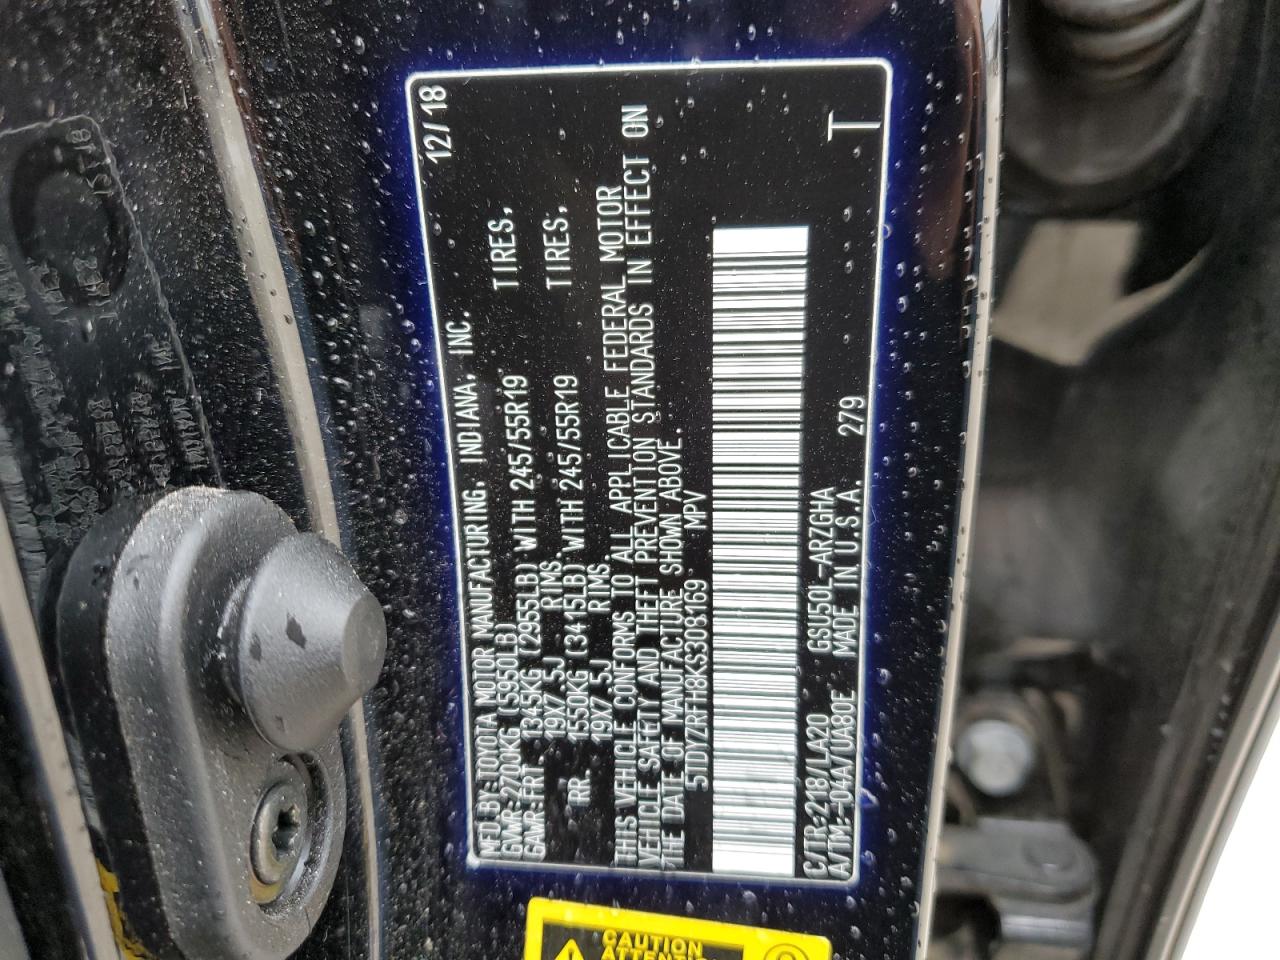 MFD.BY:TOYOTA MOTOR MANUFACTURING, INDIANA, INC. 12/18
GVWR:2700KG (5950LB)
GAWR:FRT. 1345KG (2955LB) WITH 245/55R19 TIRES,
19X7.5J RIMS.
RR. 1550KG (3415LB) WITH 245/55R19 TIRES,
19X7.5J RIMS.
THIS VEHICLE CONFORMS TO ALL APPLICABLE FEDERAL MOTOR
VEHICLE SAFETY AND THEFT PREVENTION STANDARDS IN EFFECT ON
THE DATE OF MANUFACTURE SHOWN ABOVE.
5TDYZRFH8KS308169 MPV
C/TR:218/LA20 GSU50L-ARZGHA T
A/TM:-04A/UA80E MADE IN U.S.A. 279
CAUTION
ATTENTION